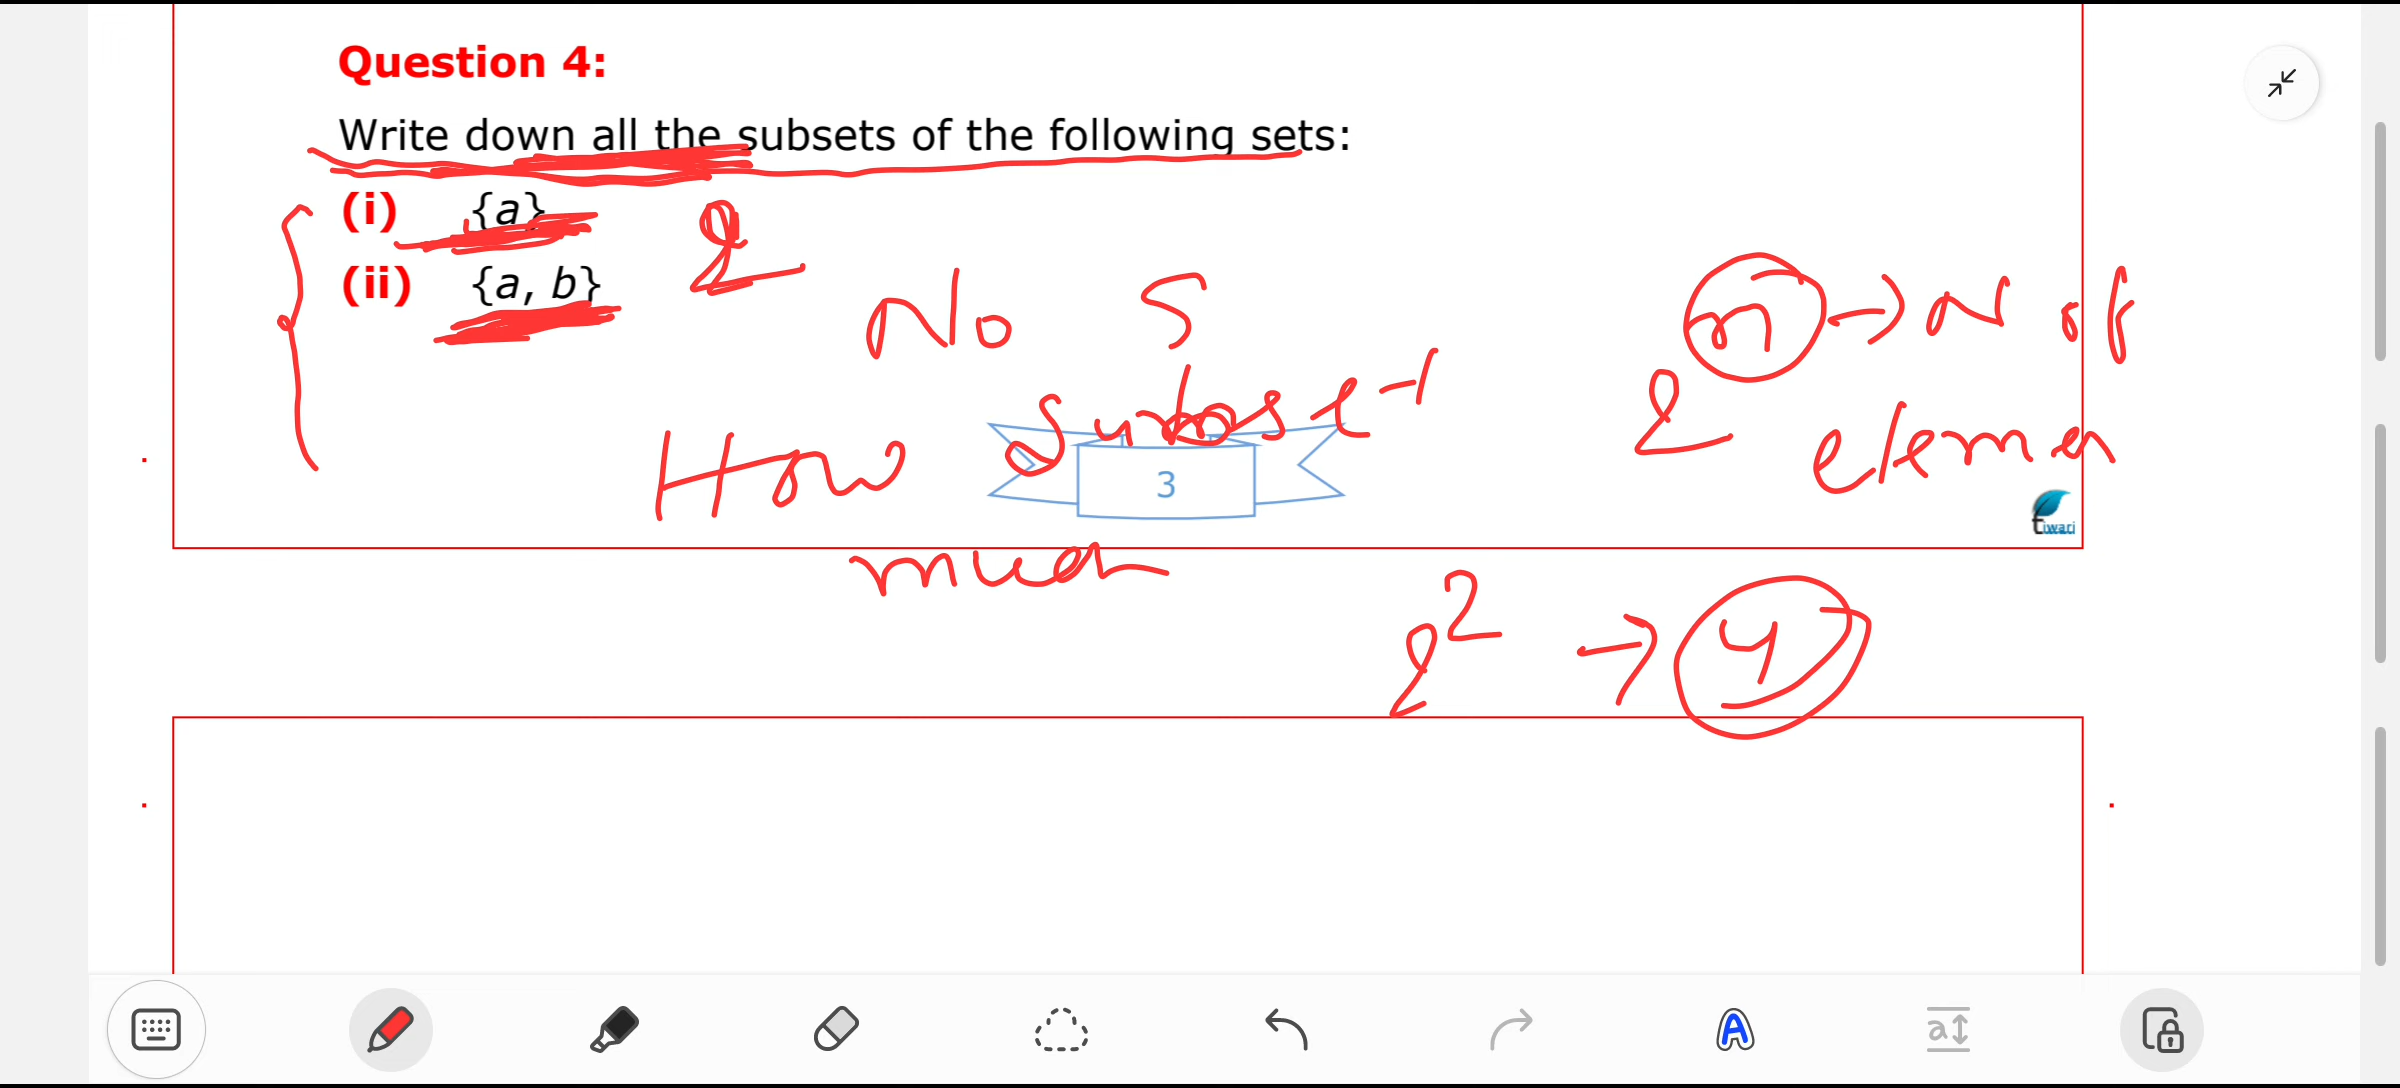 Question 4:
Write down all the subsets of the following sets:
(i) {a}
(ii) {a, b}
2
No S
n → N of
2 elemen
How subset
3
much
tiwari
2² → 4